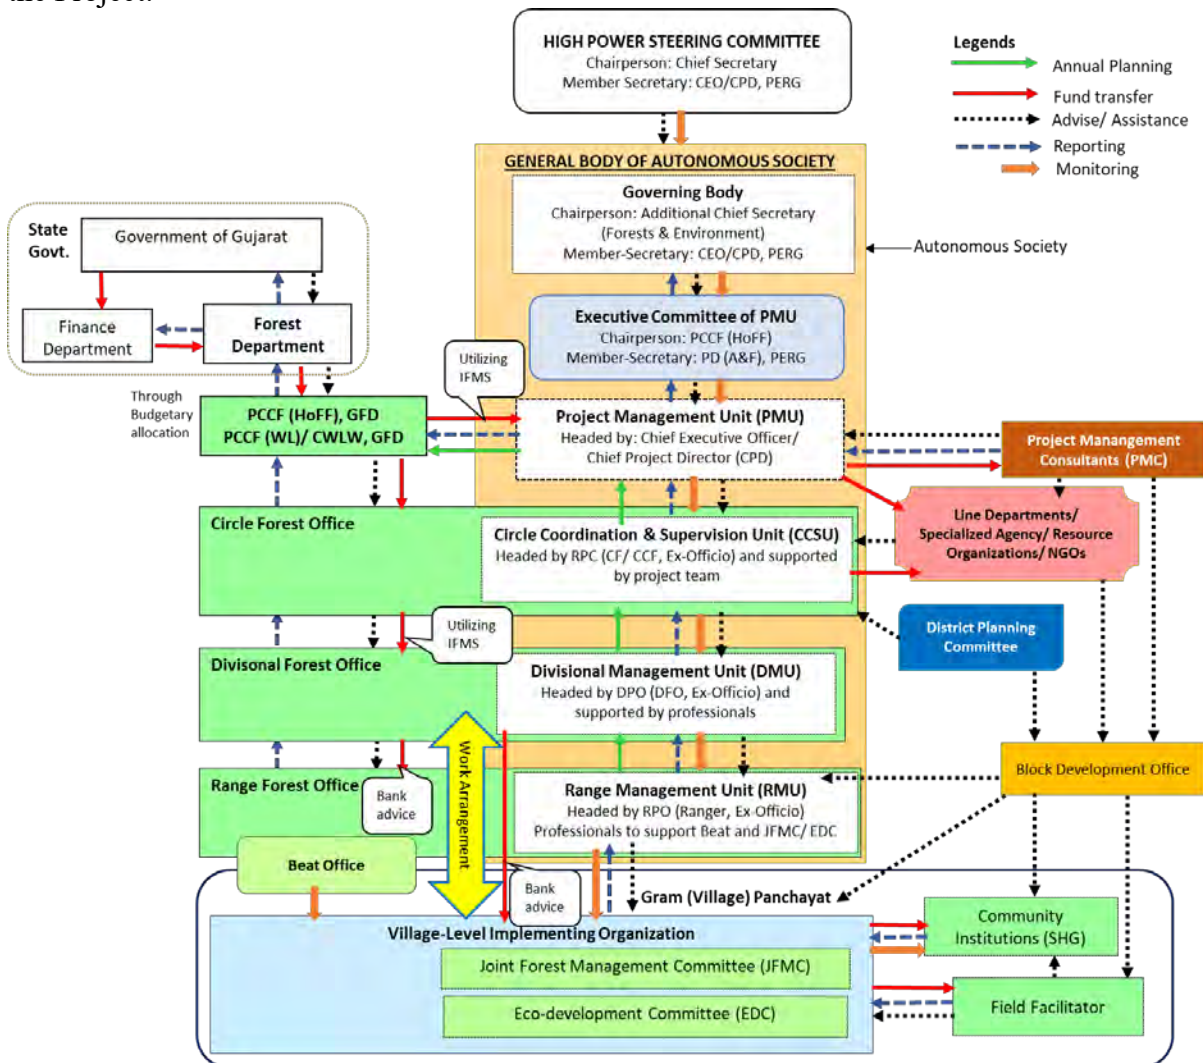 the Project.
HIGH POWER STEERING COMMITTEE
Chairperson: Chief Secretary
Member Secretary: CEO/CPD, PERG
Legends
Annual Planning
Fund transfer
Advise/ Assistance
Reporting
Monitoring
GENERAL BODY OF AUTONOMOUS SOCIETY
Governing Body
Chairperson: Additional Chief Secretary
(Forests & Environment)
Member-Secretary: CEO/CPD, PERG
Autonomous Society
State
Govt.
Government of Gujarat
Finance
Department
Forest
Department
Executive Committee of PMU
Chairperson: PCCF (HoFF)
Member-Secretary: PD (A&F), PERG
Utilizing
IFMS
Through
Budgetary
allocation
PCCF (HoFF), GFD
PCCF (WL)/ CWLW, GFD
Project Management Unit (PMU)
Headed by: Chief Executive Officer/
Chief Project Director (CPD)
Project Manangement
Consultants (PMC)
Line Departments/
Specialized Agency/ Resource
Organizations/ NGOs
Circle Forest Office
Circle Coordination & Supervision Unit (CCSU)
Headed by RPC (CF/ CCF, Ex-Officio) and supported
by project team
Utilizing
IFMS
District Planning
Committee
Divisonal Forest Office
Divisional Management Unit (DMU)
Headed by DPO (DFO, Ex-Officio) and
supported by professionals
Work Arrangement
Block Development Office
Range Forest Office
Bank
advice
Range Management Unit (RMU)
Headed by RPO (Ranger, Ex-Officio)
Professionals to support Beat and JFMC/ EDC
Beat Office
Bank
advice
Gram (Village) Panchayat
Village-Level Implementing Organization
Joint Forest Management Committee (JFMC)
Eco-development Committee (EDC)
Community
Institutions (SHG)
Field Facilitator